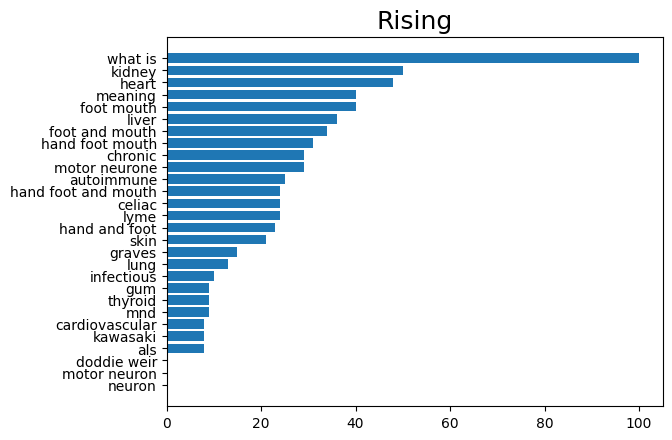 Rising
what is
kidney
heart
meaning
foot mouth
liver
foot and mouth
hand foot mouth
chronic
motor neurone
autoimmune
hand foot and mouth
celiac
lyme
hand and foot
skin
graves
lung
infectious
gum
thyroid
mnd
cardiovascular
kawasaki
als
doddie weir
motor neuron
neuron
0 20 40 60 80 100